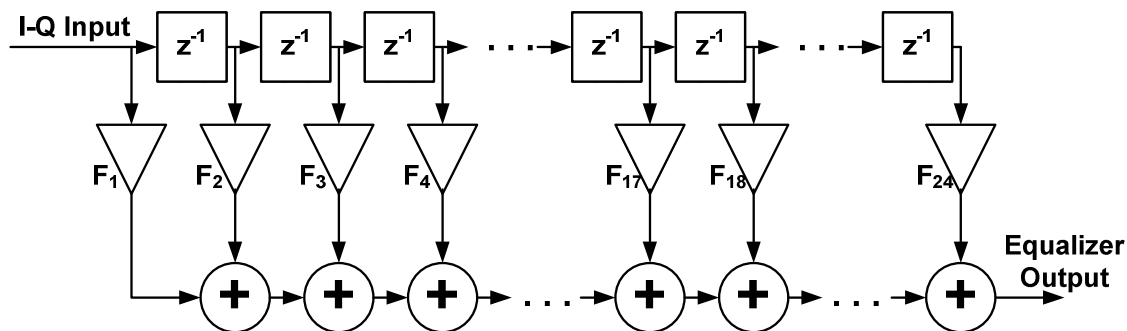 I-Q Input
z⁻¹ z⁻¹ z⁻¹ . . . z⁻¹ z⁻¹ . . . z⁻¹
F₁ F₂ F₃ F₄ F₁₇ F₁₈ F₂₄
+ + + . . . + + . . . +
Equalizer
Output